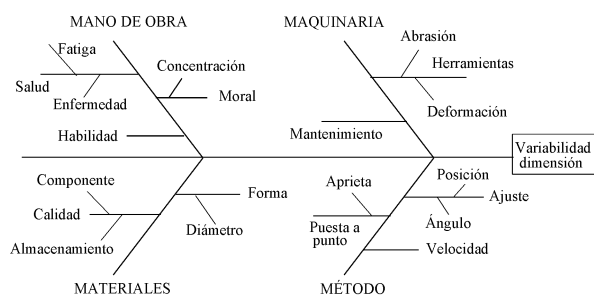 MANO DE OBRA
MAQUINARIA
Fatiga
Concentración
Salud
Enfermedad
Moral
Habilidad
Abrasión
Herramientas
Deformación
Mantenimiento
Variabilidad
dimensión
Componente
Forma
Calidad
Diámetro
Almacenamiento
Aprieta
Posición
Ajuste
Puesta a
punto
Ángulo
Velocidad
MATERIALES
MÉTODO